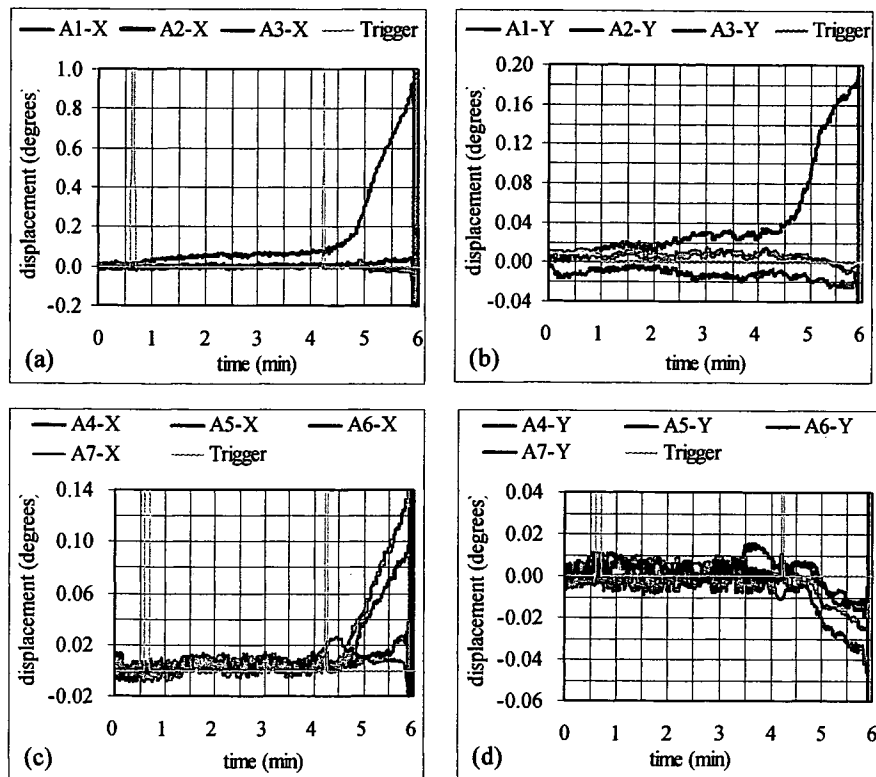 A1-X A2-X A3-X Trigger
1.0
0.8
0.6
0.4
0.2
0.0
-0.2
displacement (degrees)
0 1 2 3 4 5 6
time (min)
(a)
A1-Y A2-Y A3-Y Trigger
0.20
0.16
0.12
0.08
0.04
0.00
-0.04
displacement (degrees)
0 1 2 3 4 5 6
time (min)
(b)
A4-X A5-X A6-X
A7-X Trigger
0.14
0.10
0.06
0.02
-0.02
displacement (degrees)
0 1 2 3 4 5 6
time (min)
(c)
A4-Y A5-Y A6-Y
A7-Y Trigger
0.04
0.02
0.00
-0.02
-0.04
-0.06
displacement (degrees)
0 1 2 3 4 5 6
time (min)
(d)